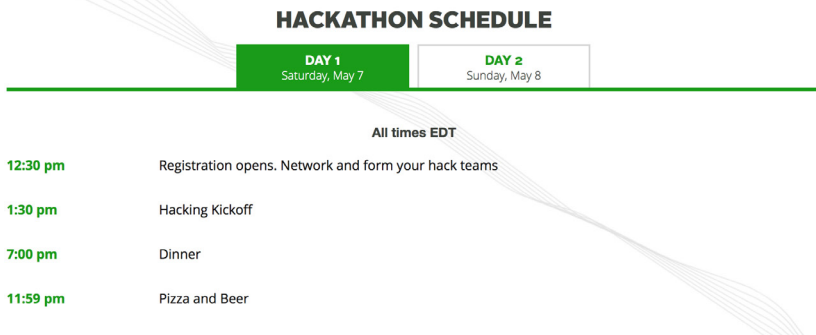 HACKATHON SCHEDULE
DAY 1
Saturday, May 7
DAY 2
Sunday, May 8
All times EDT
12:30 pm Registration opens. Network and form your hack teams
1:30 pm Hacking Kickoff
7:00 pm Dinner
11:59 pm Pizza and Beer